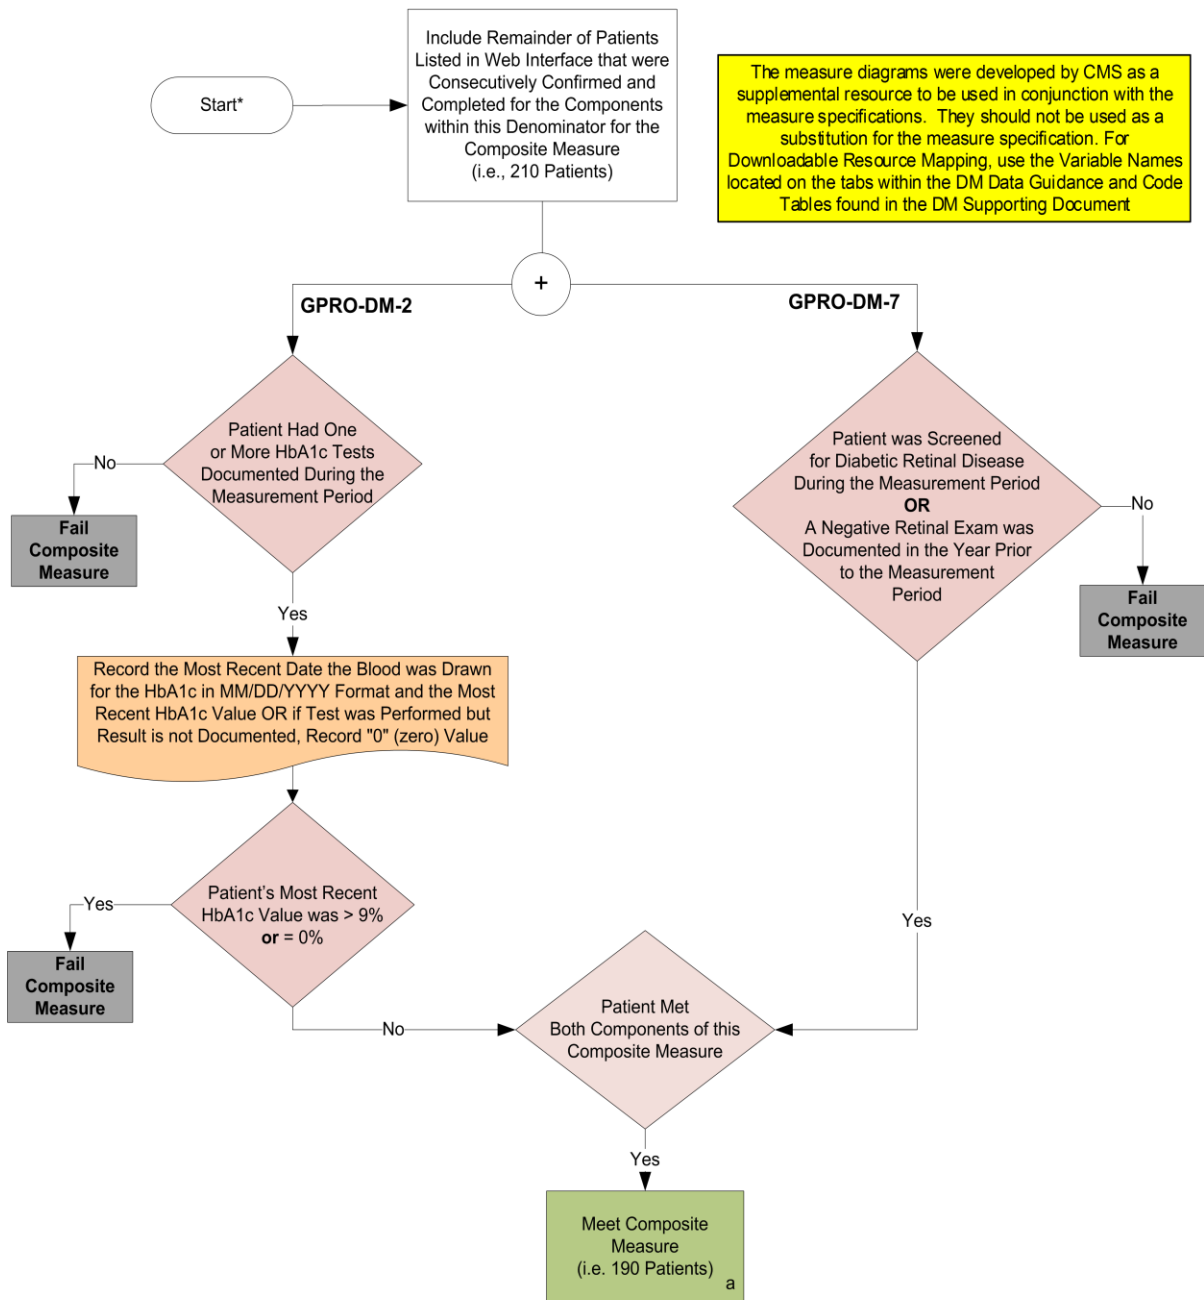 Start*
Include Remainder of Patients
Listed in Web Interface that were
Consecutively Confirmed and
Completed for the Components
within this Denominator for the
Composite Measure
(i.e., 210 Patients)
The measure diagrams were developed by CMS as a
supplemental resource to be used in conjunction with the
measure specifications. They should not be used as a
substitution for the measure specification. For
Downloadable Resource Mapping, use the Variable Names
located on the tabs within the DM Data Guidance and Code
Tables found in the DM Supporting Document
+
GPRO-DM-2
GPRO-DM-7
Patient Had One
or More HbA1c Tests
Documented During the
Measurement Period
No
Fail
Composite
Measure
Yes
Patient was Screened
for Diabetic Retinal Disease
During the Measurement Period
OR
A Negative Retinal Exam was
Documented in the Year Prior
to the Measurement
Period
No
Fail
Composite
Measure
Record the Most Recent Date the Blood was Drawn
for the HbA1c in MM/DD/YYYY Format and the Most
Recent HbA1c Value OR if Test was Performed but
Result is not Documented, Record "0" (zero) Value
Patient's Most Recent
HbA1c Value was > 9%
or = 0%
Yes
Fail
Composite
Measure
No
Yes
Patient Met
Both Components of this
Composite Measure
Yes
Meet Composite
Measure
(i.e. 190 Patients)
a